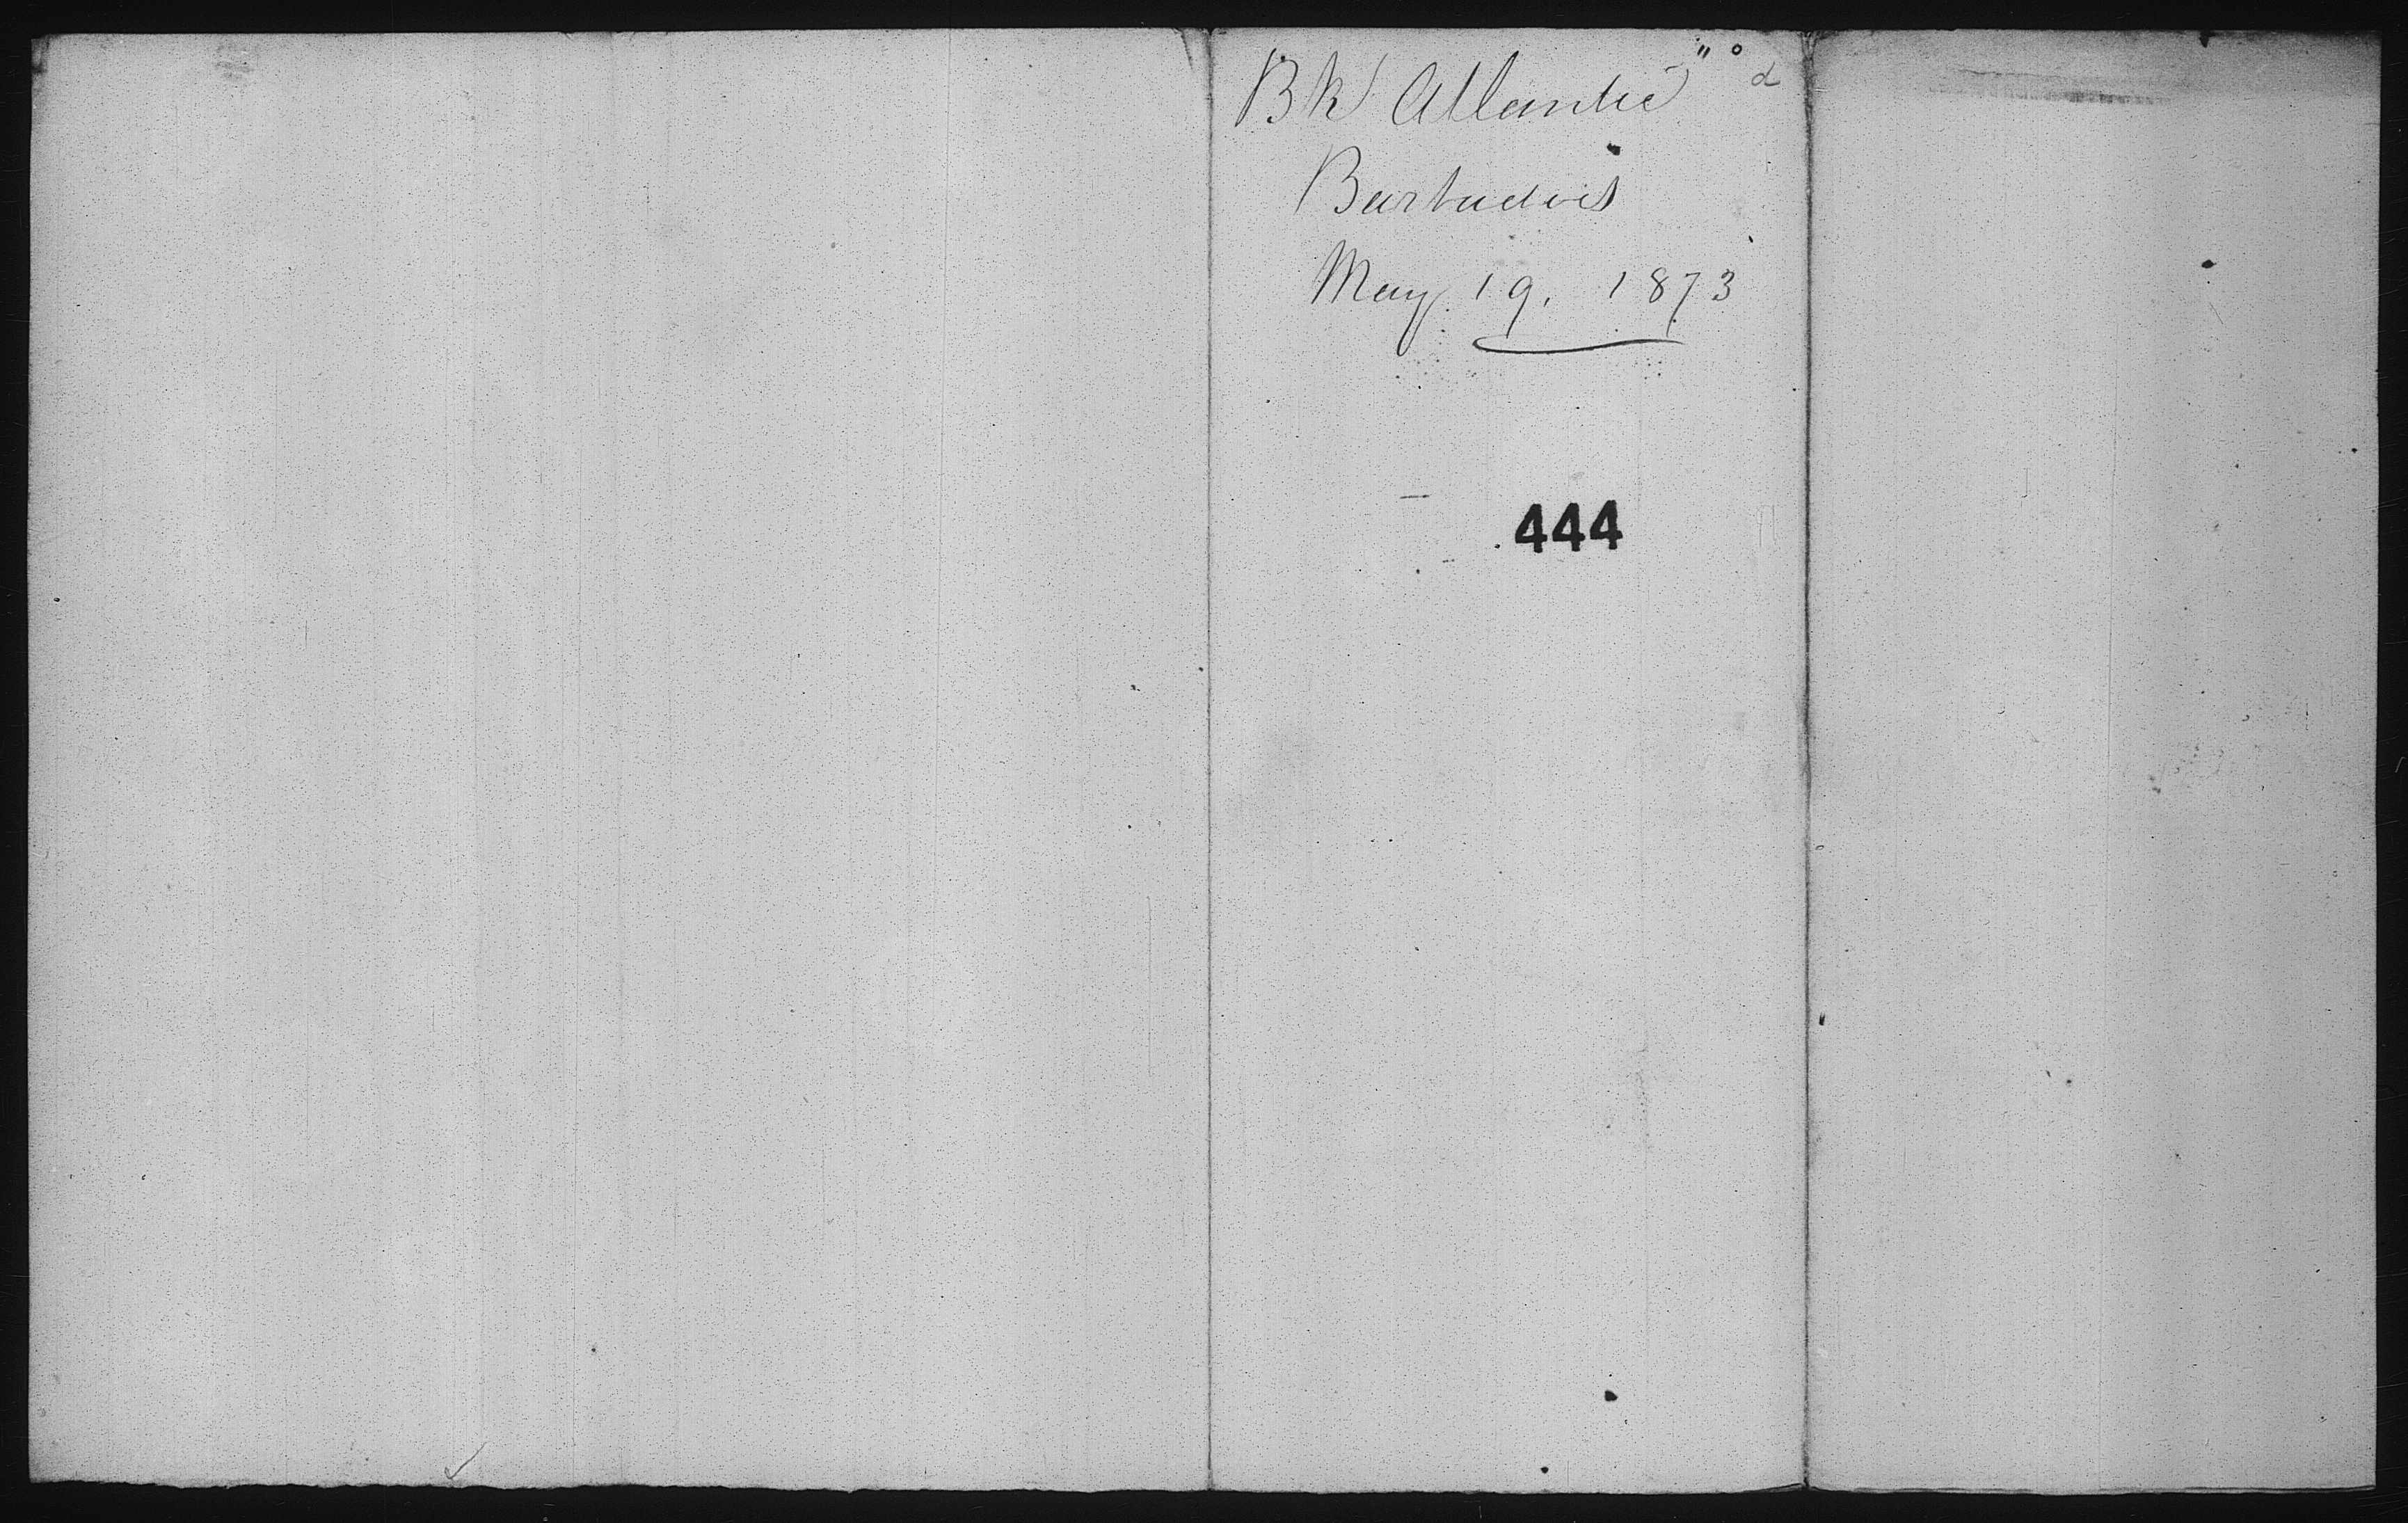 Bk Atlantic"
Barbadoes
May 19, 1873
444